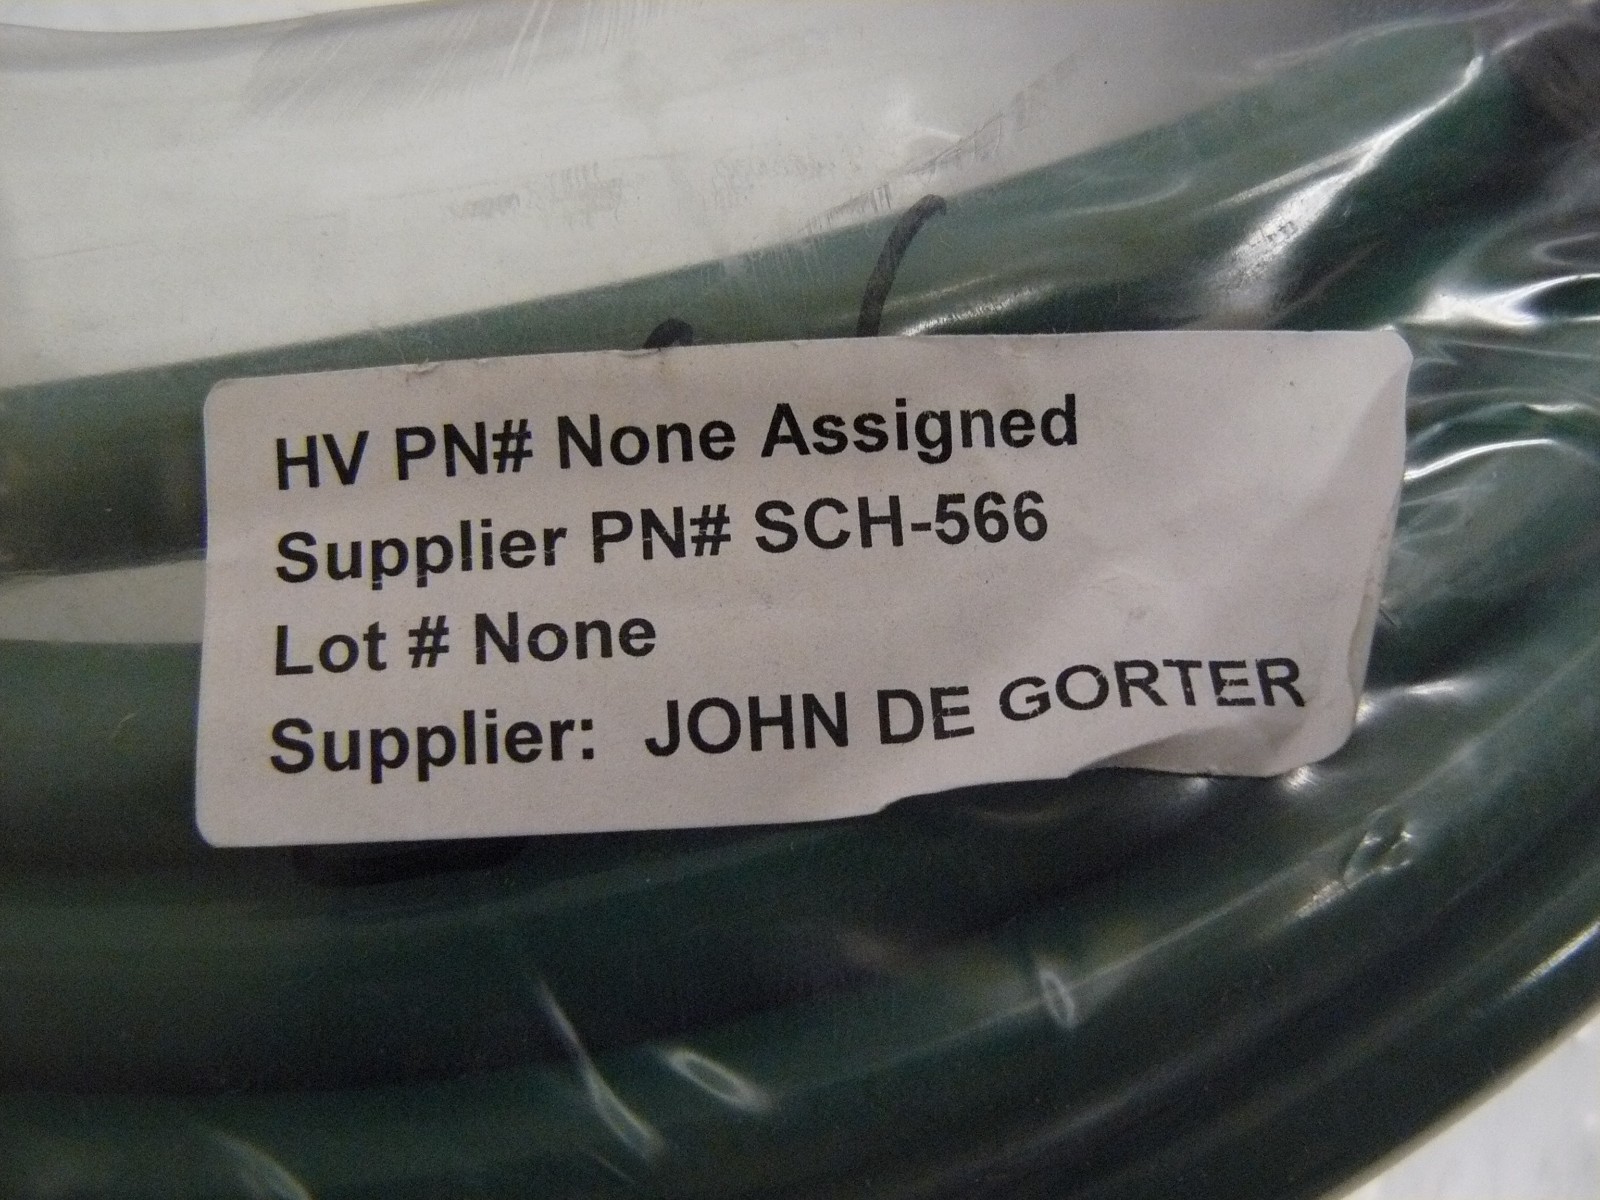 HV PN# None Assigned
Supplier PN# SCH-566
Lot # None
Supplier: JOHN DE GORTER